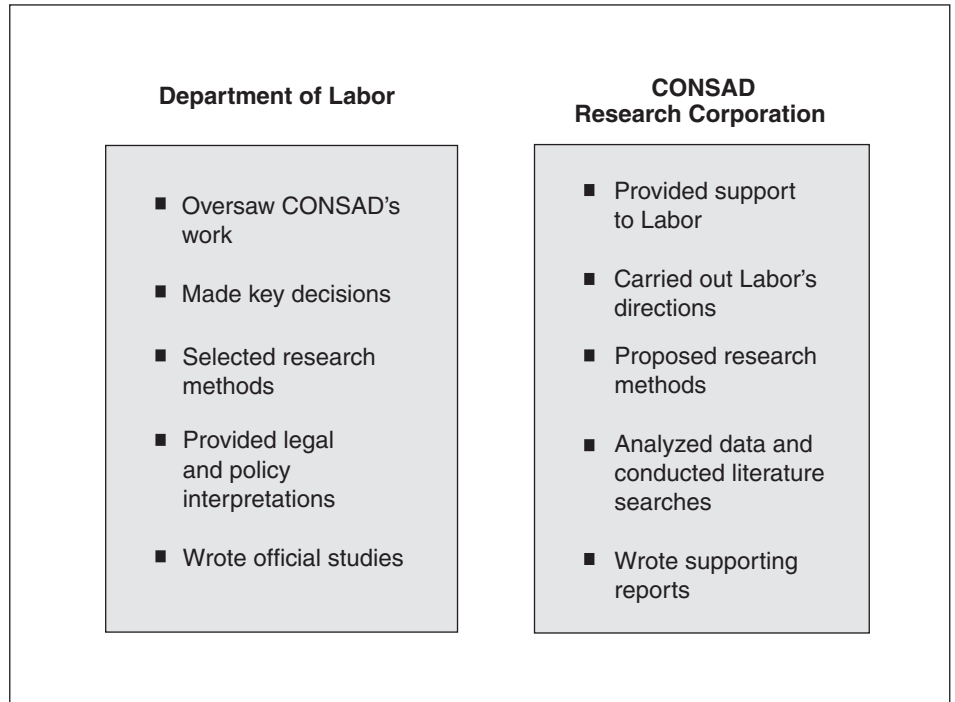 Department of Labor
■ Oversaw CONSAD's
work
■ Made key decisions
■ Selected research
methods
■ Provided legal
and policy
interpretations
■ Wrote official studies
CONSAD
Research Corporation
■ Provided support
to Labor
■ Carried out Labor's
directions
■ Proposed research
methods
■ Analyzed data and
conducted literature
searches
■ Wrote supporting
reports